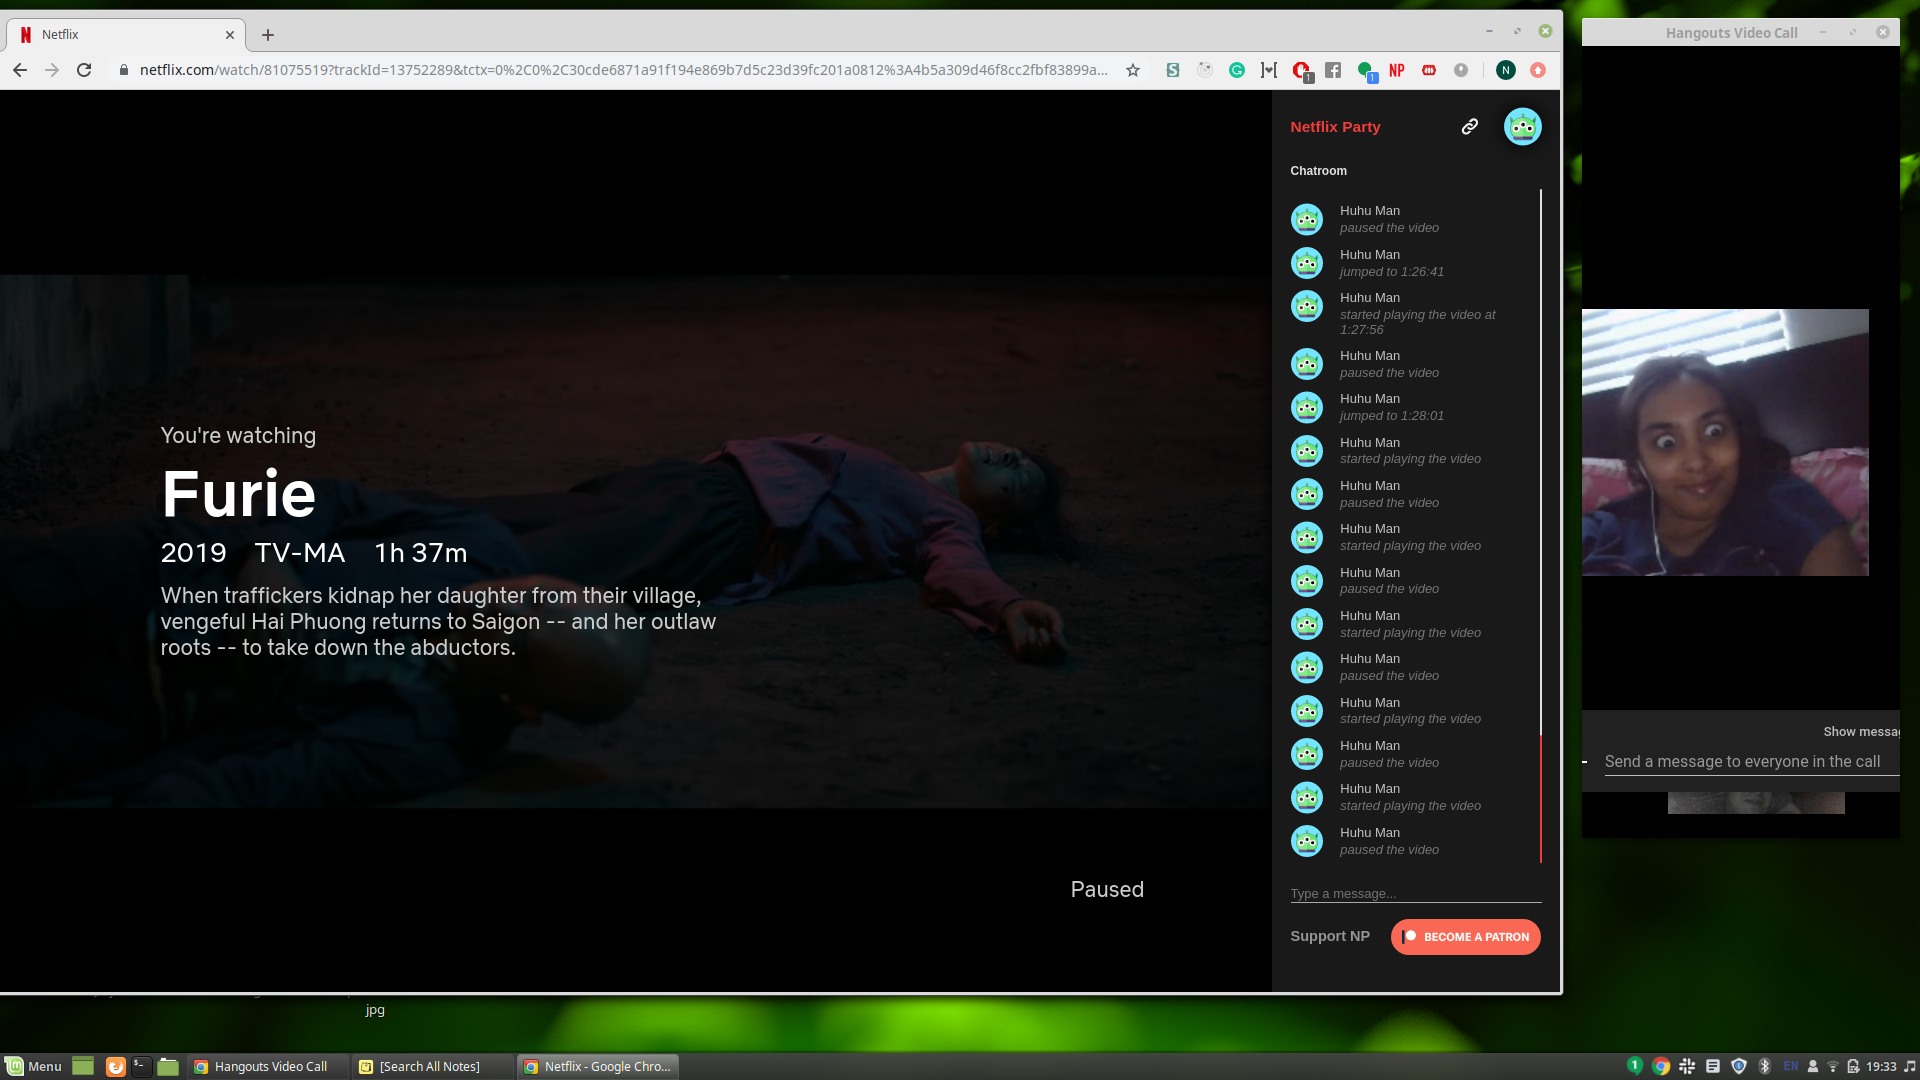 Netflix
netflix.com/watch/81075519?trackId=13752289&tctx=0%2C0%2C30cde6871a91f194e869b7d5c23d39fc201a0812%3A4b5a309d46f8cc2fbf83899a...
1
1
NP
N
Hangouts Video Call
You're watching
Furie
2019 TV-MA 1h 37m
When traffickers kidnap her daughter from their village,
vengeful Hai Phuong returns to Saigon -- and her outlaw
roots -- to take down the abductors.
Paused
Netflix Party
Chatroom
Huhu Man
paused the video
Huhu Man
jumped to 1:26:41
Huhu Man
started playing the video at
1:27:56
Huhu Man
paused the video
Huhu Man
jumped to 1:28:01
Huhu Man
started playing the video
Huhu Man
paused the video
Huhu Man
started playing the video
Huhu Man
paused the video
Huhu Man
started playing the video
Huhu Man
paused the video
Huhu Man
started playing the video
Huhu Man
paused the video
Huhu Man
started playing the video
Huhu Man
paused the video
Type a message...
Support NP
BECOME A PATRON
Show messag
Send a message to everyone in the call
jpg
Menu
Hangouts Video Call
[Search All Notes]
Netflix - Google Chro...
1
EN
19:33